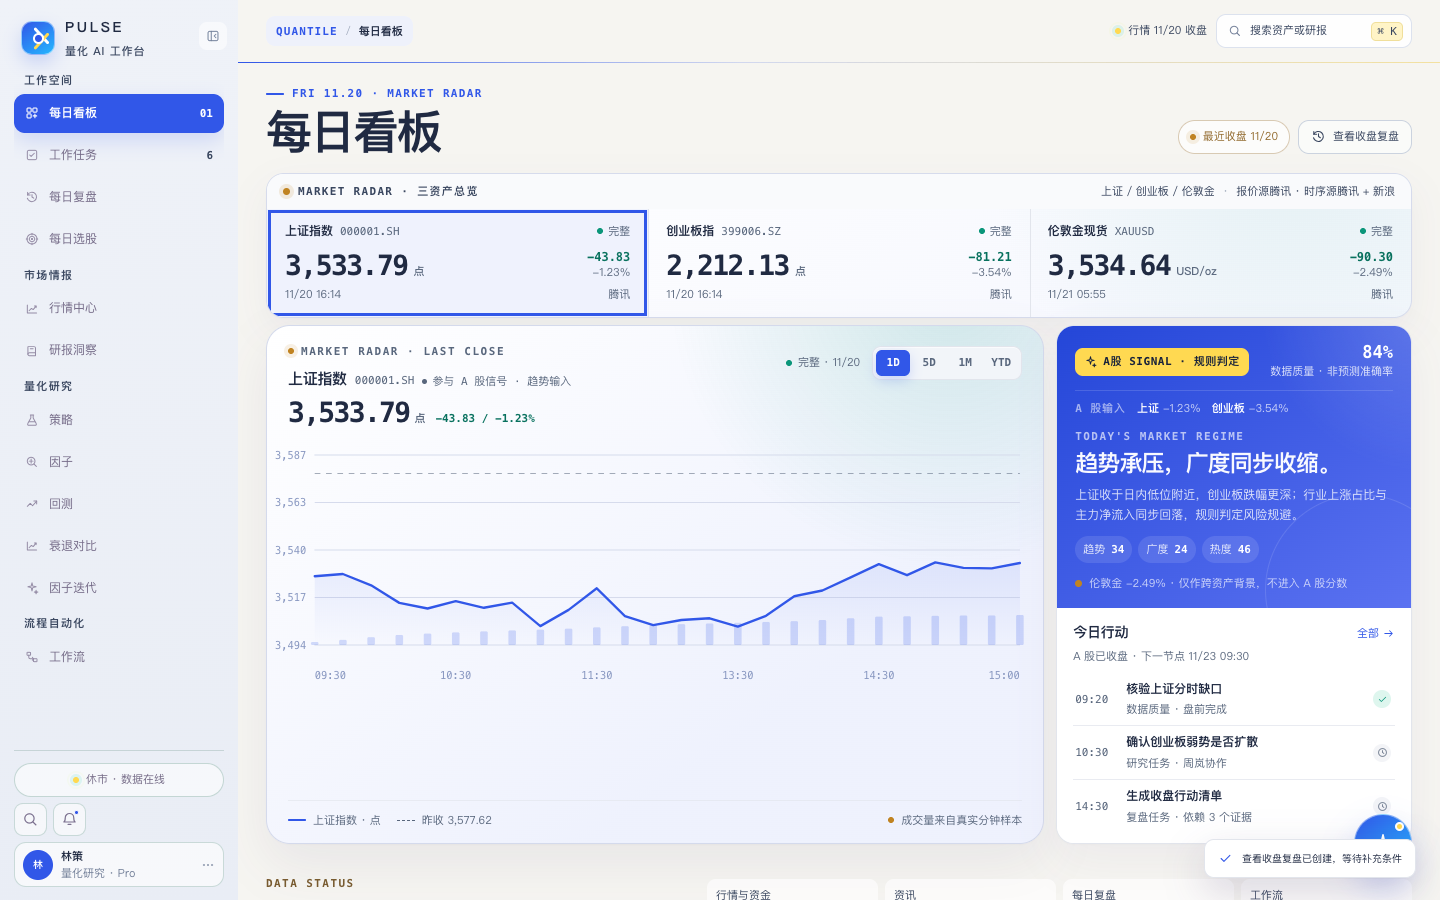 PULSE
量化 AI 工作台
工作空间
每日看板 01
工作任务 6
每日复盘
每日选股
市场情报
行情中心
研报洞察
量化研究
策略
因子
回测
衰退对比
因子迭代
流程自动化
工作流
休市 · 数据在线
林
林策
量化研究 · Pro
QUANTILE / 每日看板
行情 11/20 收盘
搜索资产或研报 ⌘ K
FRI 11.20 · MARKET RADAR
每日看板
最近收盘 11/20
查看收盘复盘
MARKET RADAR · 三资产总览
上证 / 创业板 / 伦敦金 · 报价源腾讯 · 时序源腾讯 + 新浪
上证指数 000001.SH 完整
3,533.79 点 −43.83
−1.23%
11/20 16:14 腾讯
创业板指 399006.SZ 完整
2,212.13 点 −81.21
−3.54%
11/20 16:14 腾讯
伦敦金现货 XAUUSD 完整
3,534.64 USD/oz −90.30
−2.49%
11/21 05:55 腾讯
MARKET RADAR · LAST CLOSE
完整 · 11/20
1D 5D 1M YTD
上证指数 000001.SH 参与 A 股信号 · 趋势输入
3,533.79 点 −43.83 / −1.23%
3,587
3,563
3,540
3,517
3,494
09:30 10:30 11:30 13:30 14:30 15:00
上证指数 · 点 昨收 3,577.62
成交量来自真实分钟样本
A股 SIGNAL · 规则判定
84%
数据质量 · 非预测准确率
A 股输入 上证 −1.23% 创业板 −3.54%
TODAY'S MARKET REGIME
趋势承压，广度同步收缩。
上证收于日内低位附近，创业板跌幅更深；行业上涨占比与
主力净流入同步回落，规则判定风险规避。
趋势 34 广度 24 热度 46
伦敦金 −2.49% · 仅作跨资产背景，不进入 A 股分数
今日行动 全部 →
A 股已收盘 · 下一节点 11/23 09:30
09:20 核验上证分时缺口
数据质量 · 盘前完成
10:30 确认创业板弱势是否扩散
研究任务 · 周岚协作
14:30 生成收盘行动清单
复盘任务 · 依赖 3 个证据
查看收盘复盘已创建，等待补充条件
DATA STATUS
行情与资金 资讯 每日复盘 工作流